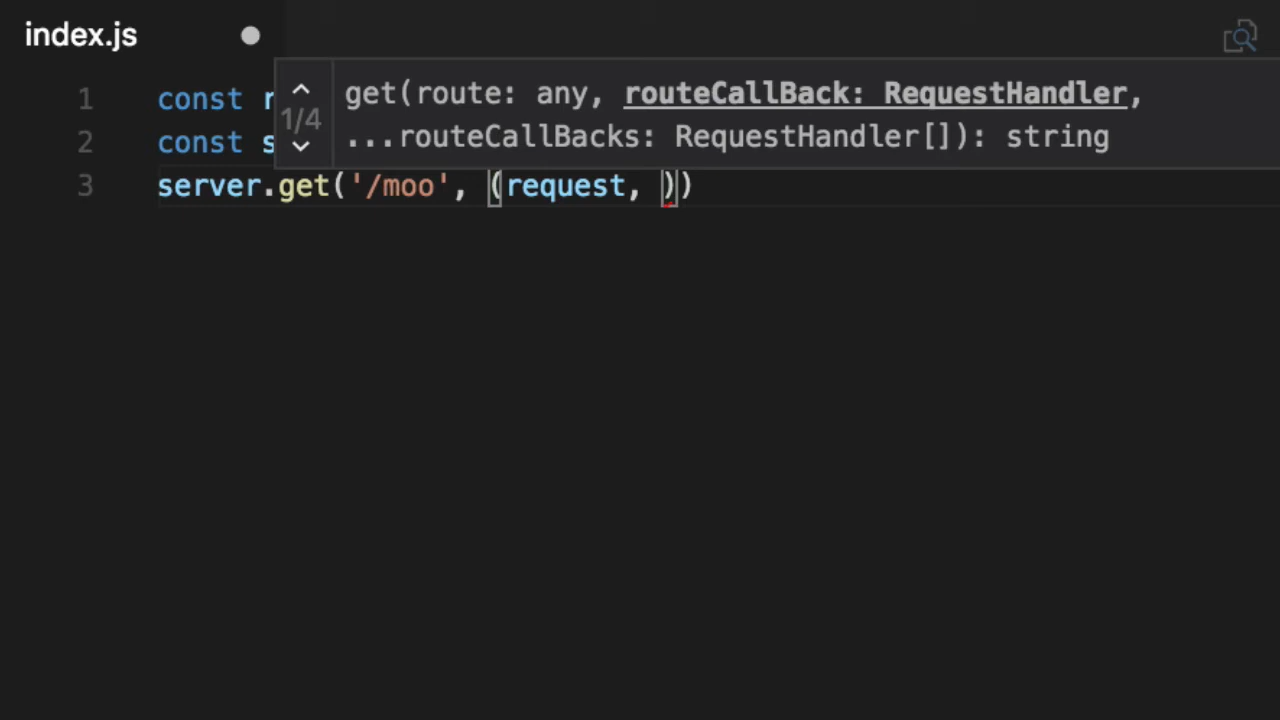 index.js
get(route: any, routeCallBack: RequestHandler,
1/4
...routeCallBacks: RequestHandler[]): string
1 const r
2 const s
3 server.get('/moo', (request, ))